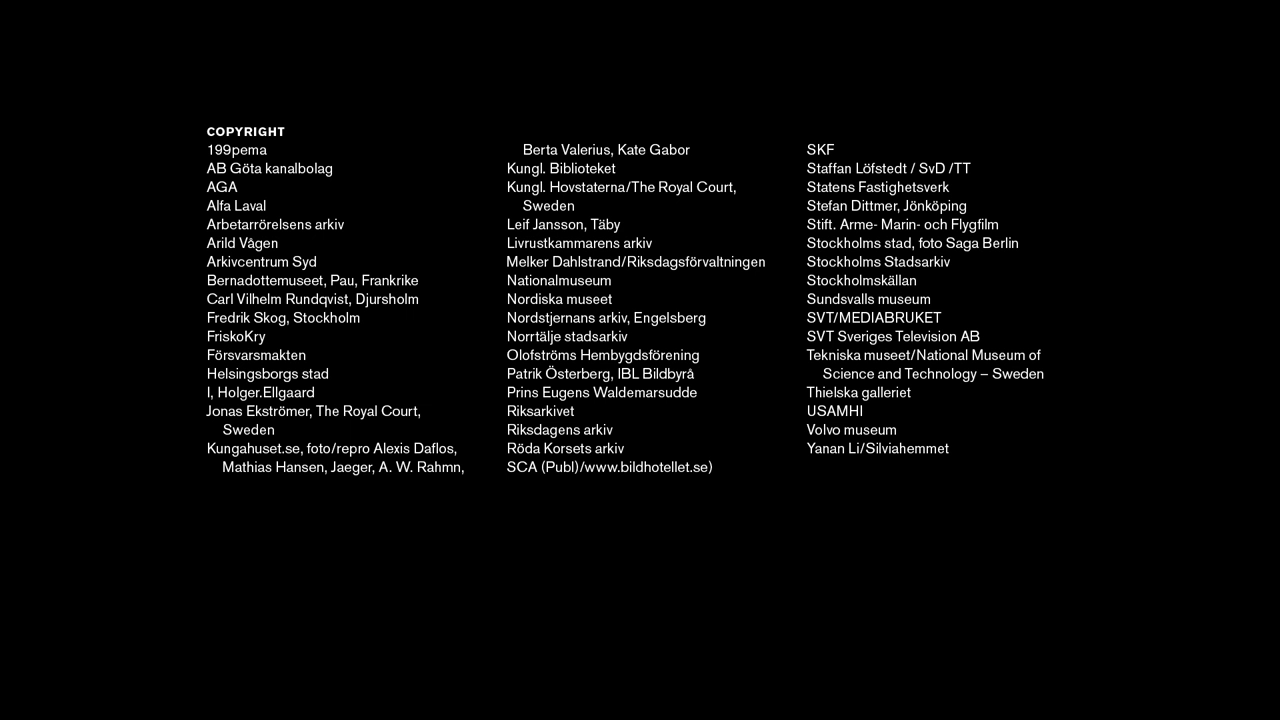 COPYRIGHT
199pema
AB Göta kanalbolag
AGA
Alfa Laval
Arbetarrörelsens arkiv
Arild Vågen
Arkivcentrum Syd
Bernadottemuseet, Pau, Frankrike
Carl Vilhelm Rundqvist, Djursholm
Fredrik Skog, Stockholm
FriskoKry
Försvarsmakten
Helsingsborgs stad
I, Holger.Ellgaard
Jonas Ekströmer, The Royal Court,
Sweden
Kungahuset.se, foto/repro Alexis Daflos,
Mathias Hansen, Jaeger, A. W. Rahmn,
Berta Valerius, Kate Gabor
Kungl. Biblioteket
Kungl. Hovstaterna/The Royal Court,
Sweden
Leif Jansson, Täby
Livrustkammarens arkiv
Melker Dahlstrand/Riksdagsförvaltningen
Nationalmuseum
Nordiska museet
Nordstjernans arkiv, Engelsberg
Norrtälje stadsarkiv
Olofströms Hembygdsförening
Patrik Österberg, IBL Bildbyrå
Prins Eugens Waldemarsudde
Riksarkivet
Riksdagens arkiv
Röda Korsets arkiv
SCA (Publ)/www.bildhotellet.se)
SKF
Staffan Löfstedt / SvD /TT
Statens Fastighetsverk
Stefan Dittmer, Jönköping
Stift. Arme- Marin- och Flygfilm
Stockholms stad, foto Saga Berlin
Stockholms Stadsarkiv
Stockholmskällan
Sundsvalls museum
SVT/MEDIABRUKET
SVT Sveriges Television AB
Tekniska museet/National Museum of
Science and Technology – Sweden
Thielska galleriet
USAMHI
Volvo museum
Yanan Li/Silviahemmet